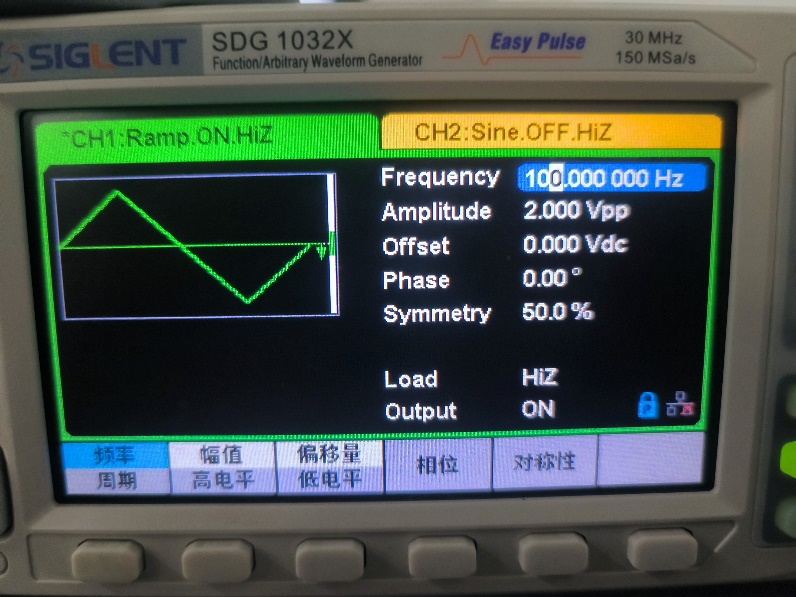 SIGLENT
SDG 1032X
Function/Arbitrary Waveform Generator
Easy Pulse
30 MHz
150 MSa/s
*CH1:Ramp.ON.HiZ
CH2:Sine.OFF.HiZ
Frequency 100.000 000 Hz
Amplitude 2.000 Vpp
Offset 0.000 Vdc
Phase 0.00 °
Symmetry 50.0 %
Load HiZ
Output ON
频率 幅值 偏移量 相位 对称性
周期 高电平 低电平